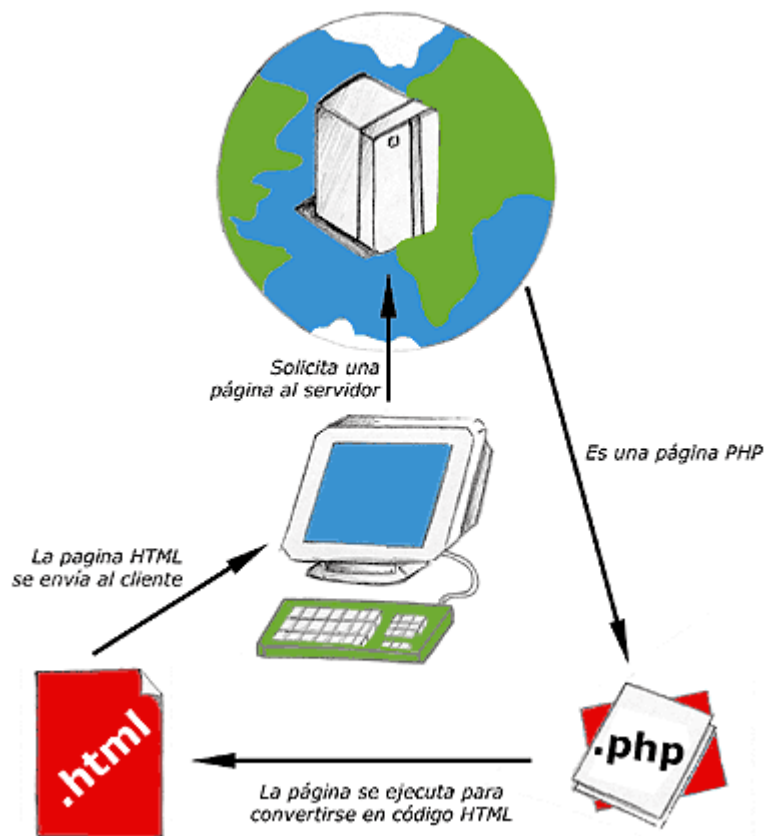 Solicita una
página al servidor
Es una página PHP
La pagina HTML
se envía al cliente
.html
.php
La página se ejecuta para
convertirse en código HTML